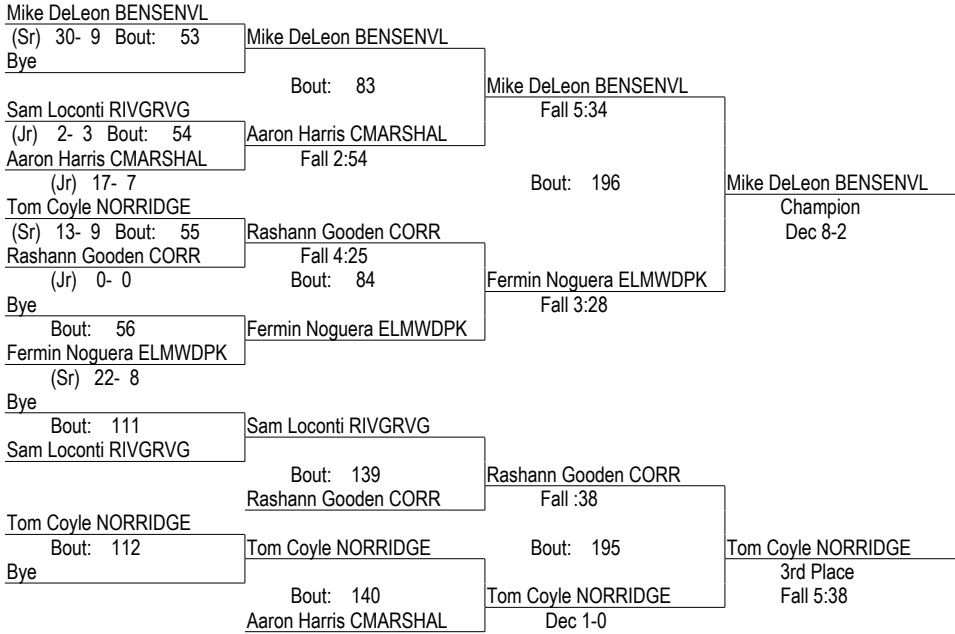 Mike DeLeon BENSENVL
(Sr) 30- 9 Bout: 53 Mike DeLeon BENSENVL
Bye
Bout: 83 Mike DeLeon BENSENVL
Sam Loconti RIVGRVG Fall 5:34
(Jr) 2- 3 Bout: 54 Aaron Harris CMARSHAL
Aaron Harris CMARSHAL Fall 2:54
(Jr) 17- 7 Bout: 196 Mike DeLeon BENSENVL
Tom Coyle NORRIDGE Champion
(Sr) 13- 9 Bout: 55 Rashann Gooden CORR Dec 8-2
Rashann Gooden CORR Fall 4:25
(Jr) 0- 0 Bout: 84 Fermin Noguera ELMWDPK
Bye Fall 3:28
Bout: 56 Fermin Noguera ELMWDPK
Fermin Noguera ELMWDPK
(Sr) 22- 8
Bye
Bout: 111 Sam Loconti RIVGRVG
Sam Loconti RIVGRVG
Bout: 139 Rashann Gooden CORR
Rashann Gooden CORR Fall :38
Tom Coyle NORRIDGE
Bout: 112 Tom Coyle NORRIDGE Bout: 195 Tom Coyle NORRIDGE
Bye 3rd Place
Bout: 140 Tom Coyle NORRIDGE Fall 5:38
Aaron Harris CMARSHAL Dec 1-0